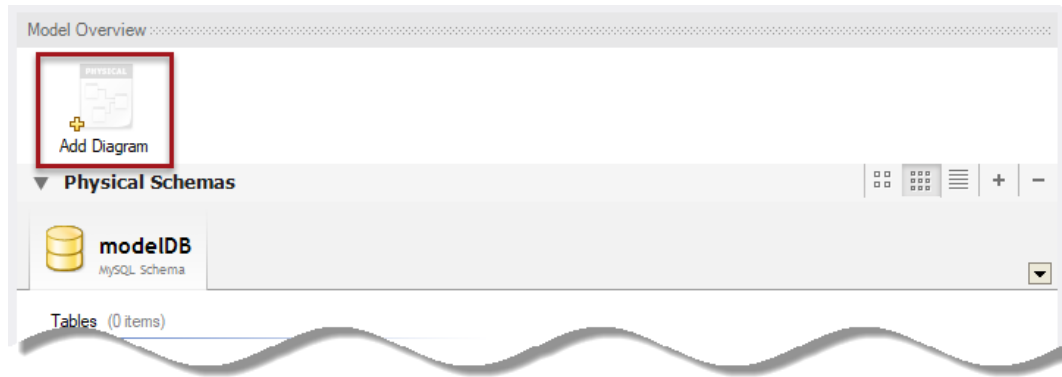 Model Overview
PHYSICAL
Add Diagram
Physical Schemas
modelDB
MySQL Schema
Tables (0 items)